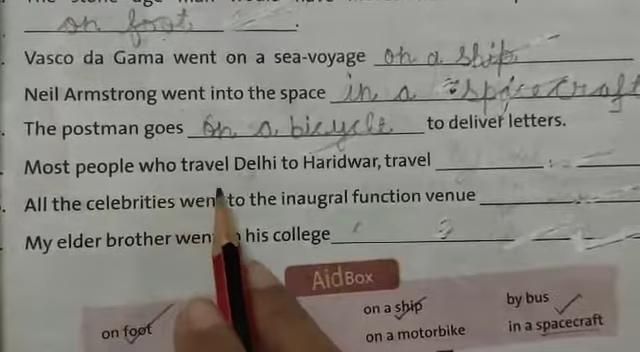 on foot.
Vasco da Gama went on a sea-voyage on a ship
Neil Armstrong went into the space in a spacecraft
The postman goes on a bicycle to deliver letters.
Most people who travel Delhi to Haridwar, travel
All the celebrities went to the inaugral function venue
My elder brother went his college
AidBox
on foot on a ship by bus
on a motorbike in a spacecraft